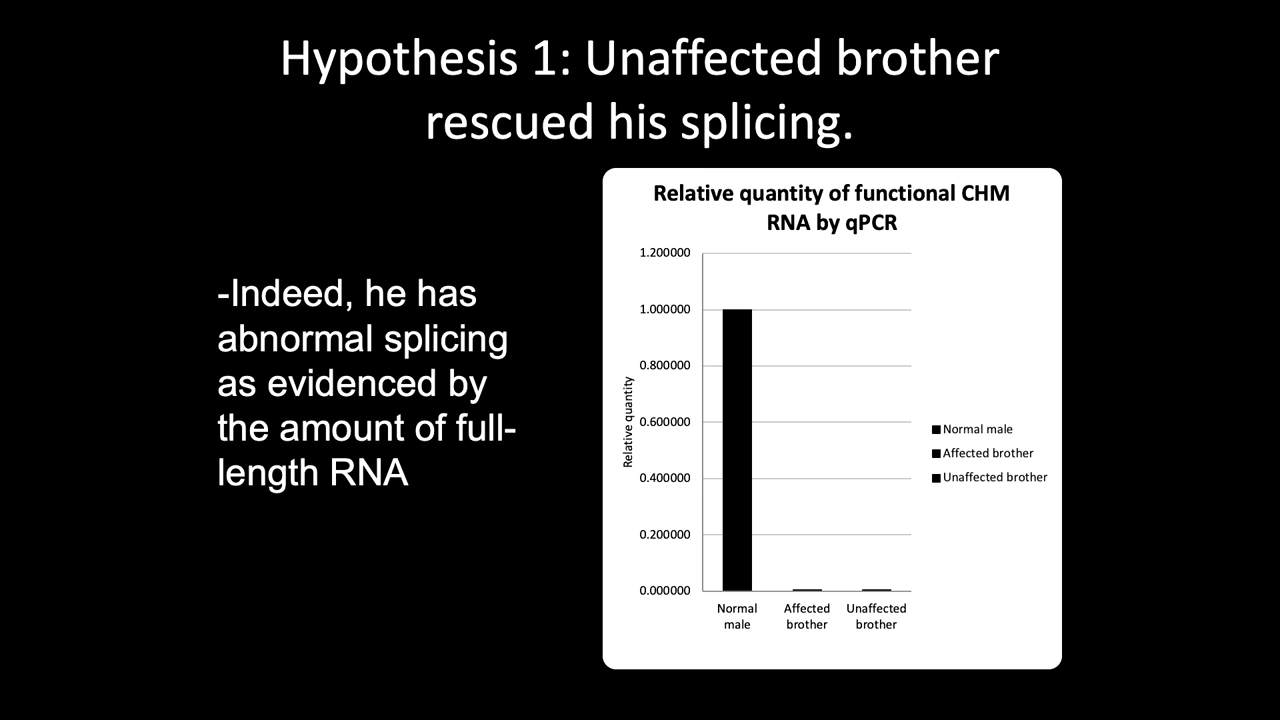 Hypothesis 1: Unaffected brother
rescued his splicing.
-Indeed, he has
abnormal splicing
as evidenced by
the amount of full-
length RNA
Relative quantity of functional CHM
RNA by qPCR
Relative quantity
1.200000
1.000000
0.800000
0.600000
0.400000
0.200000
0.000000
Normal
male
Affected
brother
Unaffected
brother
Normal male
Affected brother
Unaffected brother